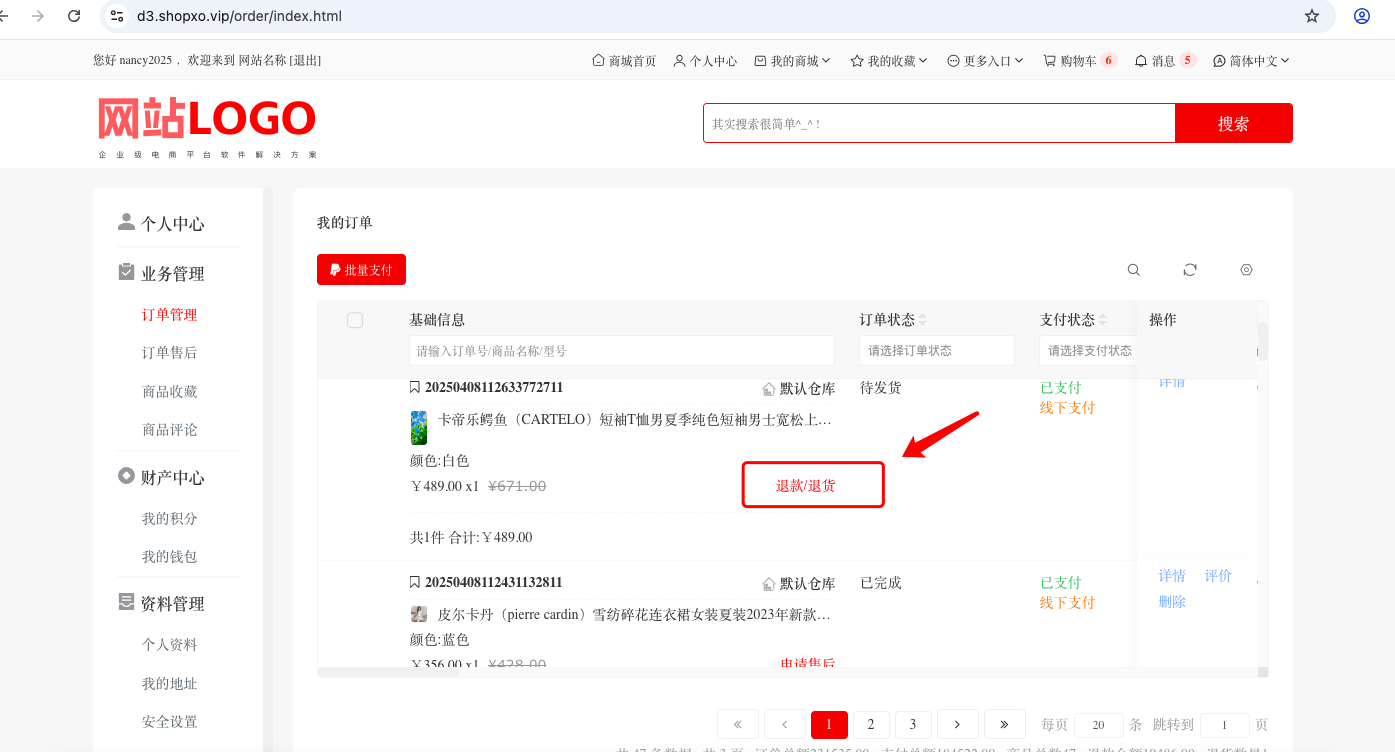 d3.shopxo.vip/order/index.html
您好 nancy2025 ，欢迎来到 网站名称 [退出]
商城首页 个人中心 我的商城 我的收藏 更多入口 购物车 6 消息 5 简体中文
网站LOGO
企业级电商平台软件解决方案
其实搜索很简单^_^ !
搜索
个人中心
业务管理
订单管理
订单售后
商品收藏
商品评论
财产中心
我的积分
我的钱包
资料管理
个人资料
我的地址
安全设置
我的订单
批量支付
基础信息 订单状态 支付状态 操作
请输入订单号/商品名称/型号 请选择订单状态 请选择支付状态
20250408112633772711 默认仓库 待发货 已支付 详情
线下支付
卡帝乐鳄鱼（CARTELO）短袖T恤男夏季纯色短袖男士宽松上…
颜色:白色
￥489.00 x1 ¥671.00 退款/退货
共1件 合计:￥489.00
20250408112431132811 默认仓库 已完成 已支付 详情 评价
线下支付 删除
皮尔卡丹（pierre cardin）雪纺碎花连衣裙女装夏装2023年新款…
颜色:蓝色
￥356.00 x1 ¥428.00 申请售后
« ‹ 1 2 3 › » 每页 20 条 跳转到 1 页